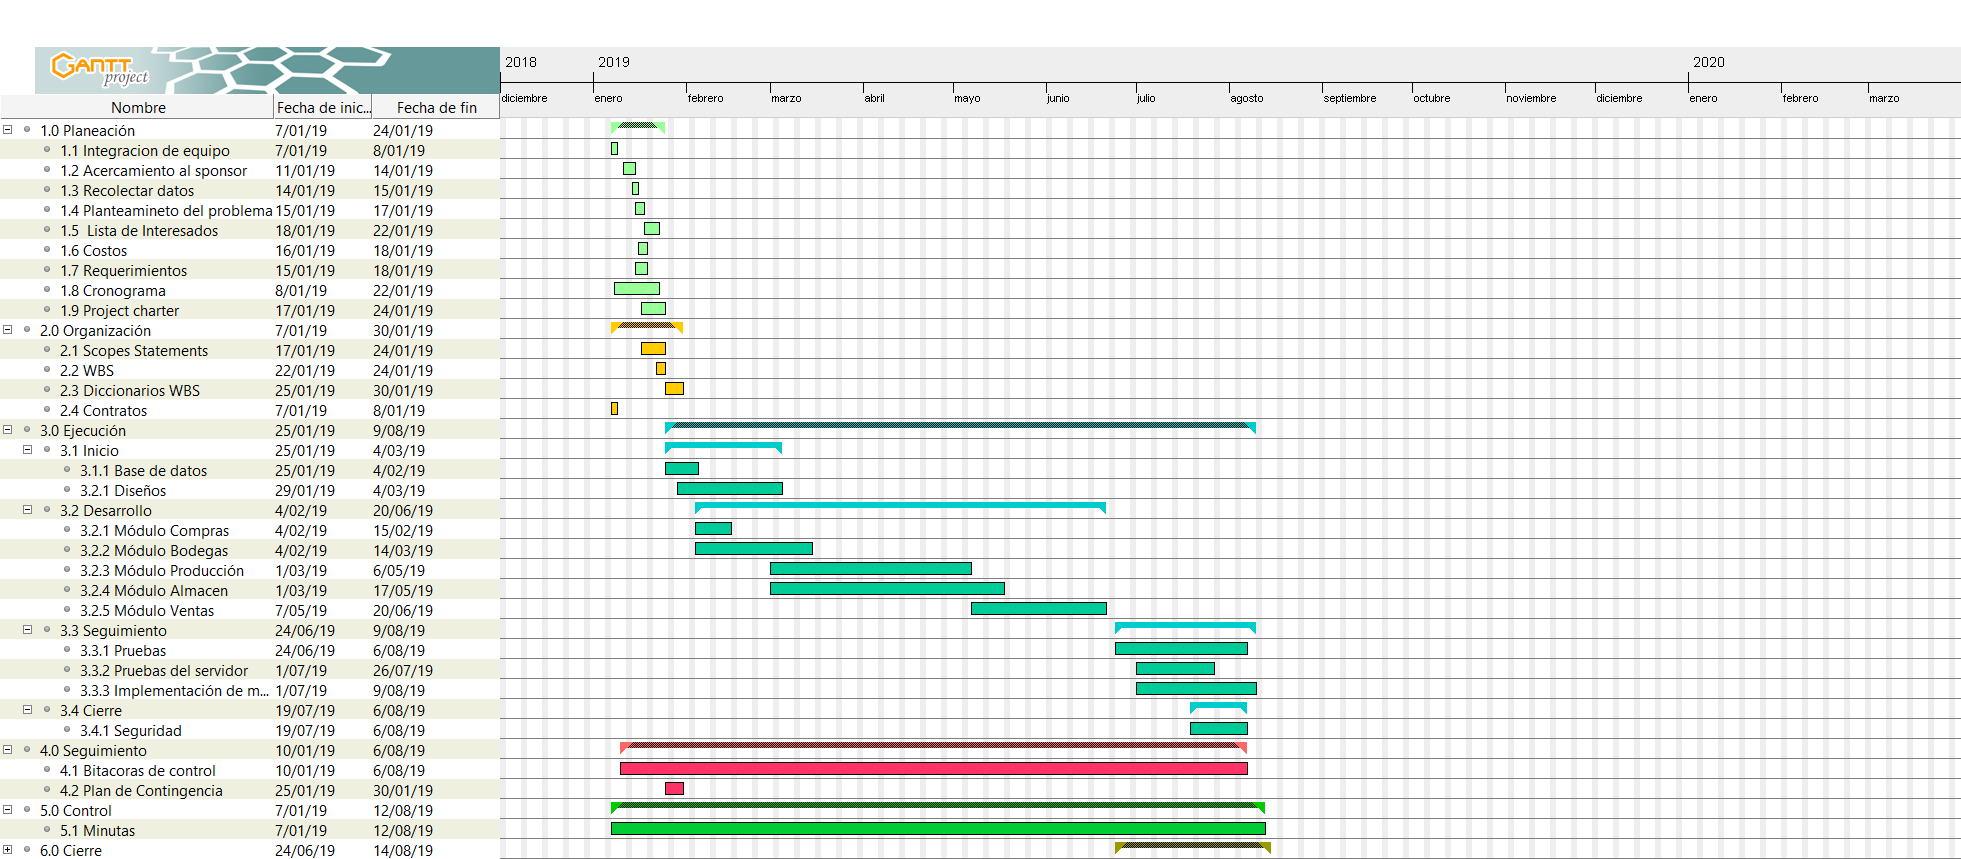 GANTT
project
2018 2019 2020
Nombre Fecha de inic... Fecha de fin diciembre enero febrero marzo abril mayo junio julio agosto septiembre octubre noviembre diciembre enero febrero marzo
1.0 Planeación 7/01/19 24/01/19
1.1 Integracion de equipo 7/01/19 8/01/19
1.2 Acercamiento al sponsor 11/01/19 14/01/19
1.3 Recolectar datos 14/01/19 15/01/19
1.4 Planteamineto del problema 15/01/19 17/01/19
1.5 Lista de Interesados 18/01/19 22/01/19
1.6 Costos 16/01/19 18/01/19
1.7 Requerimientos 15/01/19 18/01/19
1.8 Cronograma 8/01/19 22/01/19
1.9 Project charter 17/01/19 24/01/19
2.0 Organización 7/01/19 30/01/19
2.1 Scopes Statements 17/01/19 24/01/19
2.2 WBS 22/01/19 24/01/19
2.3 Diccionarios WBS 25/01/19 30/01/19
2.4 Contratos 7/01/19 8/01/19
3.0 Ejecución 25/01/19 9/08/19
3.1 Inicio 25/01/19 4/03/19
3.1.1 Base de datos 25/01/19 4/02/19
3.2.1 Diseños 29/01/19 4/03/19
3.2 Desarrollo 4/02/19 20/06/19
3.2.1 Módulo Compras 4/02/19 15/02/19
3.2.2 Módulo Bodegas 4/02/19 14/03/19
3.2.3 Módulo Producción 1/03/19 6/05/19
3.2.4 Módulo Almacen 1/03/19 17/05/19
3.2.5 Módulo Ventas 7/05/19 20/06/19
3.3 Seguimiento 24/06/19 9/08/19
3.3.1 Pruebas 24/06/19 6/08/19
3.3.2 Pruebas del servidor 1/07/19 26/07/19
3.3.3 Implementación de m... 1/07/19 9/08/19
3.4 Cierre 19/07/19 6/08/19
3.4.1 Seguridad 19/07/19 6/08/19
4.0 Seguimiento 10/01/19 6/08/19
4.1 Bitacoras de control 10/01/19 6/08/19
4.2 Plan de Contingencia 25/01/19 30/01/19
5.0 Control 7/01/19 12/08/19
5.1 Minutas 7/01/19 12/08/19
6.0 Cierre 24/06/19 14/08/19